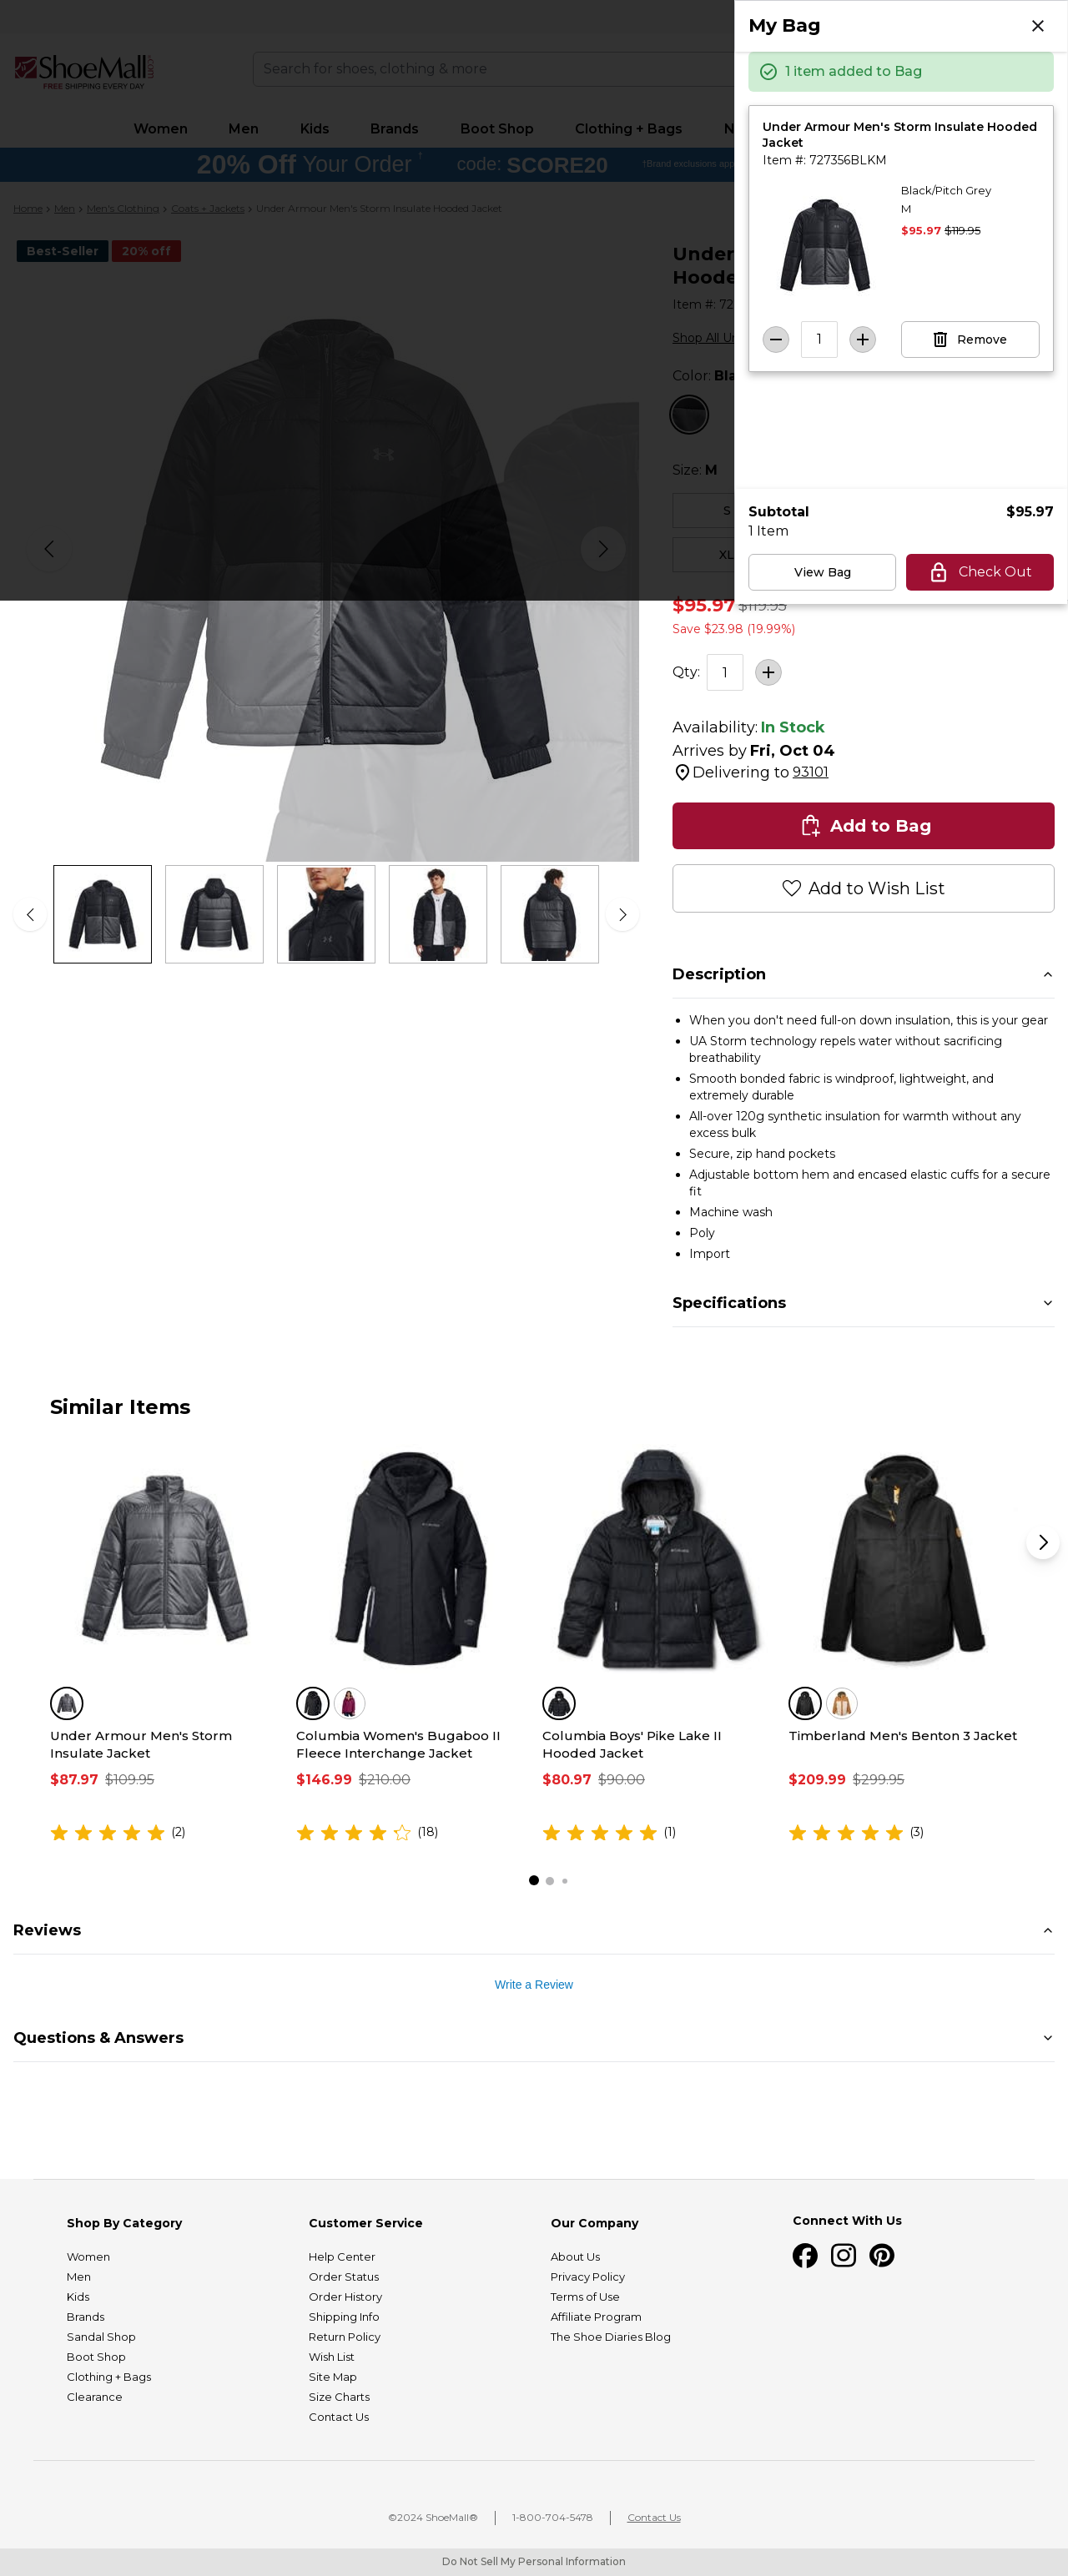 My Bag
1 item added to Bag
Under Armour Men's Storm Insulate Hooded
Jacket
Item #: 727356BLKM
Black/Pitch Grey
M
$95.97 $119.95
1
Remove
Subtotal
$95.97
1 Item
View Bag
Check Out
ShoeMall
FREE SHIPPING EVERY DAY
Search for shoes, clothing & more
Women
Men
Kids
Brands
Boot Shop
Clothing + Bags
20% Off Your Order †
code: SCORE20
Home
Men
Men's Clothing
Coats + Jackets
Under Armour Men's Storm Insulate Hooded Jacket
Best-Seller
20% off
Item #:
Shop All
Color:
Size: M
S
XL
$95.97 $119.95
Save $23.98 (19.99%)
Qty:
1
Availability: In Stock
Arrives by Fri, Oct 04
Delivering to 93101
Add to Bag
Add to Wish List
Description
When you don't need full-on down insulation, this is your gear
UA Storm technology repels water without sacrificing
breathability
Smooth bonded fabric is windproof, lightweight, and
extremely durable
All-over 120g synthetic insulation for warmth without any
excess bulk
Secure, zip hand pockets
Adjustable bottom hem and encased elastic cuffs for a secure
fit
Machine wash
Poly
Import
Specifications
Similar Items
Under Armour Men's Storm
Insulate Jacket
$87.97 $109.95
(2)
Columbia Women's Bugaboo II
Fleece Interchange Jacket
$146.99 $210.00
(18)
Columbia Boys' Pike Lake II
Hooded Jacket
$80.97 $90.00
(1)
Timberland Men's Benton 3 Jacket
$209.99 $299.95
(3)
Reviews
Write a Review
Questions & Answers
Shop By Category
Women
Men
Kids
Brands
Sandal Shop
Boot Shop
Clothing + Bags
Clearance
Customer Service
Help Center
Order Status
Order History
Shipping Info
Return Policy
Wish List
Site Map
Size Charts
Contact Us
Our Company
About Us
Privacy Policy
Terms of Use
Affiliate Program
The Shoe Diaries Blog
Connect With Us
©2024 ShoeMall®
1-800-704-5478
Contact Us
Do Not Sell My Personal Information